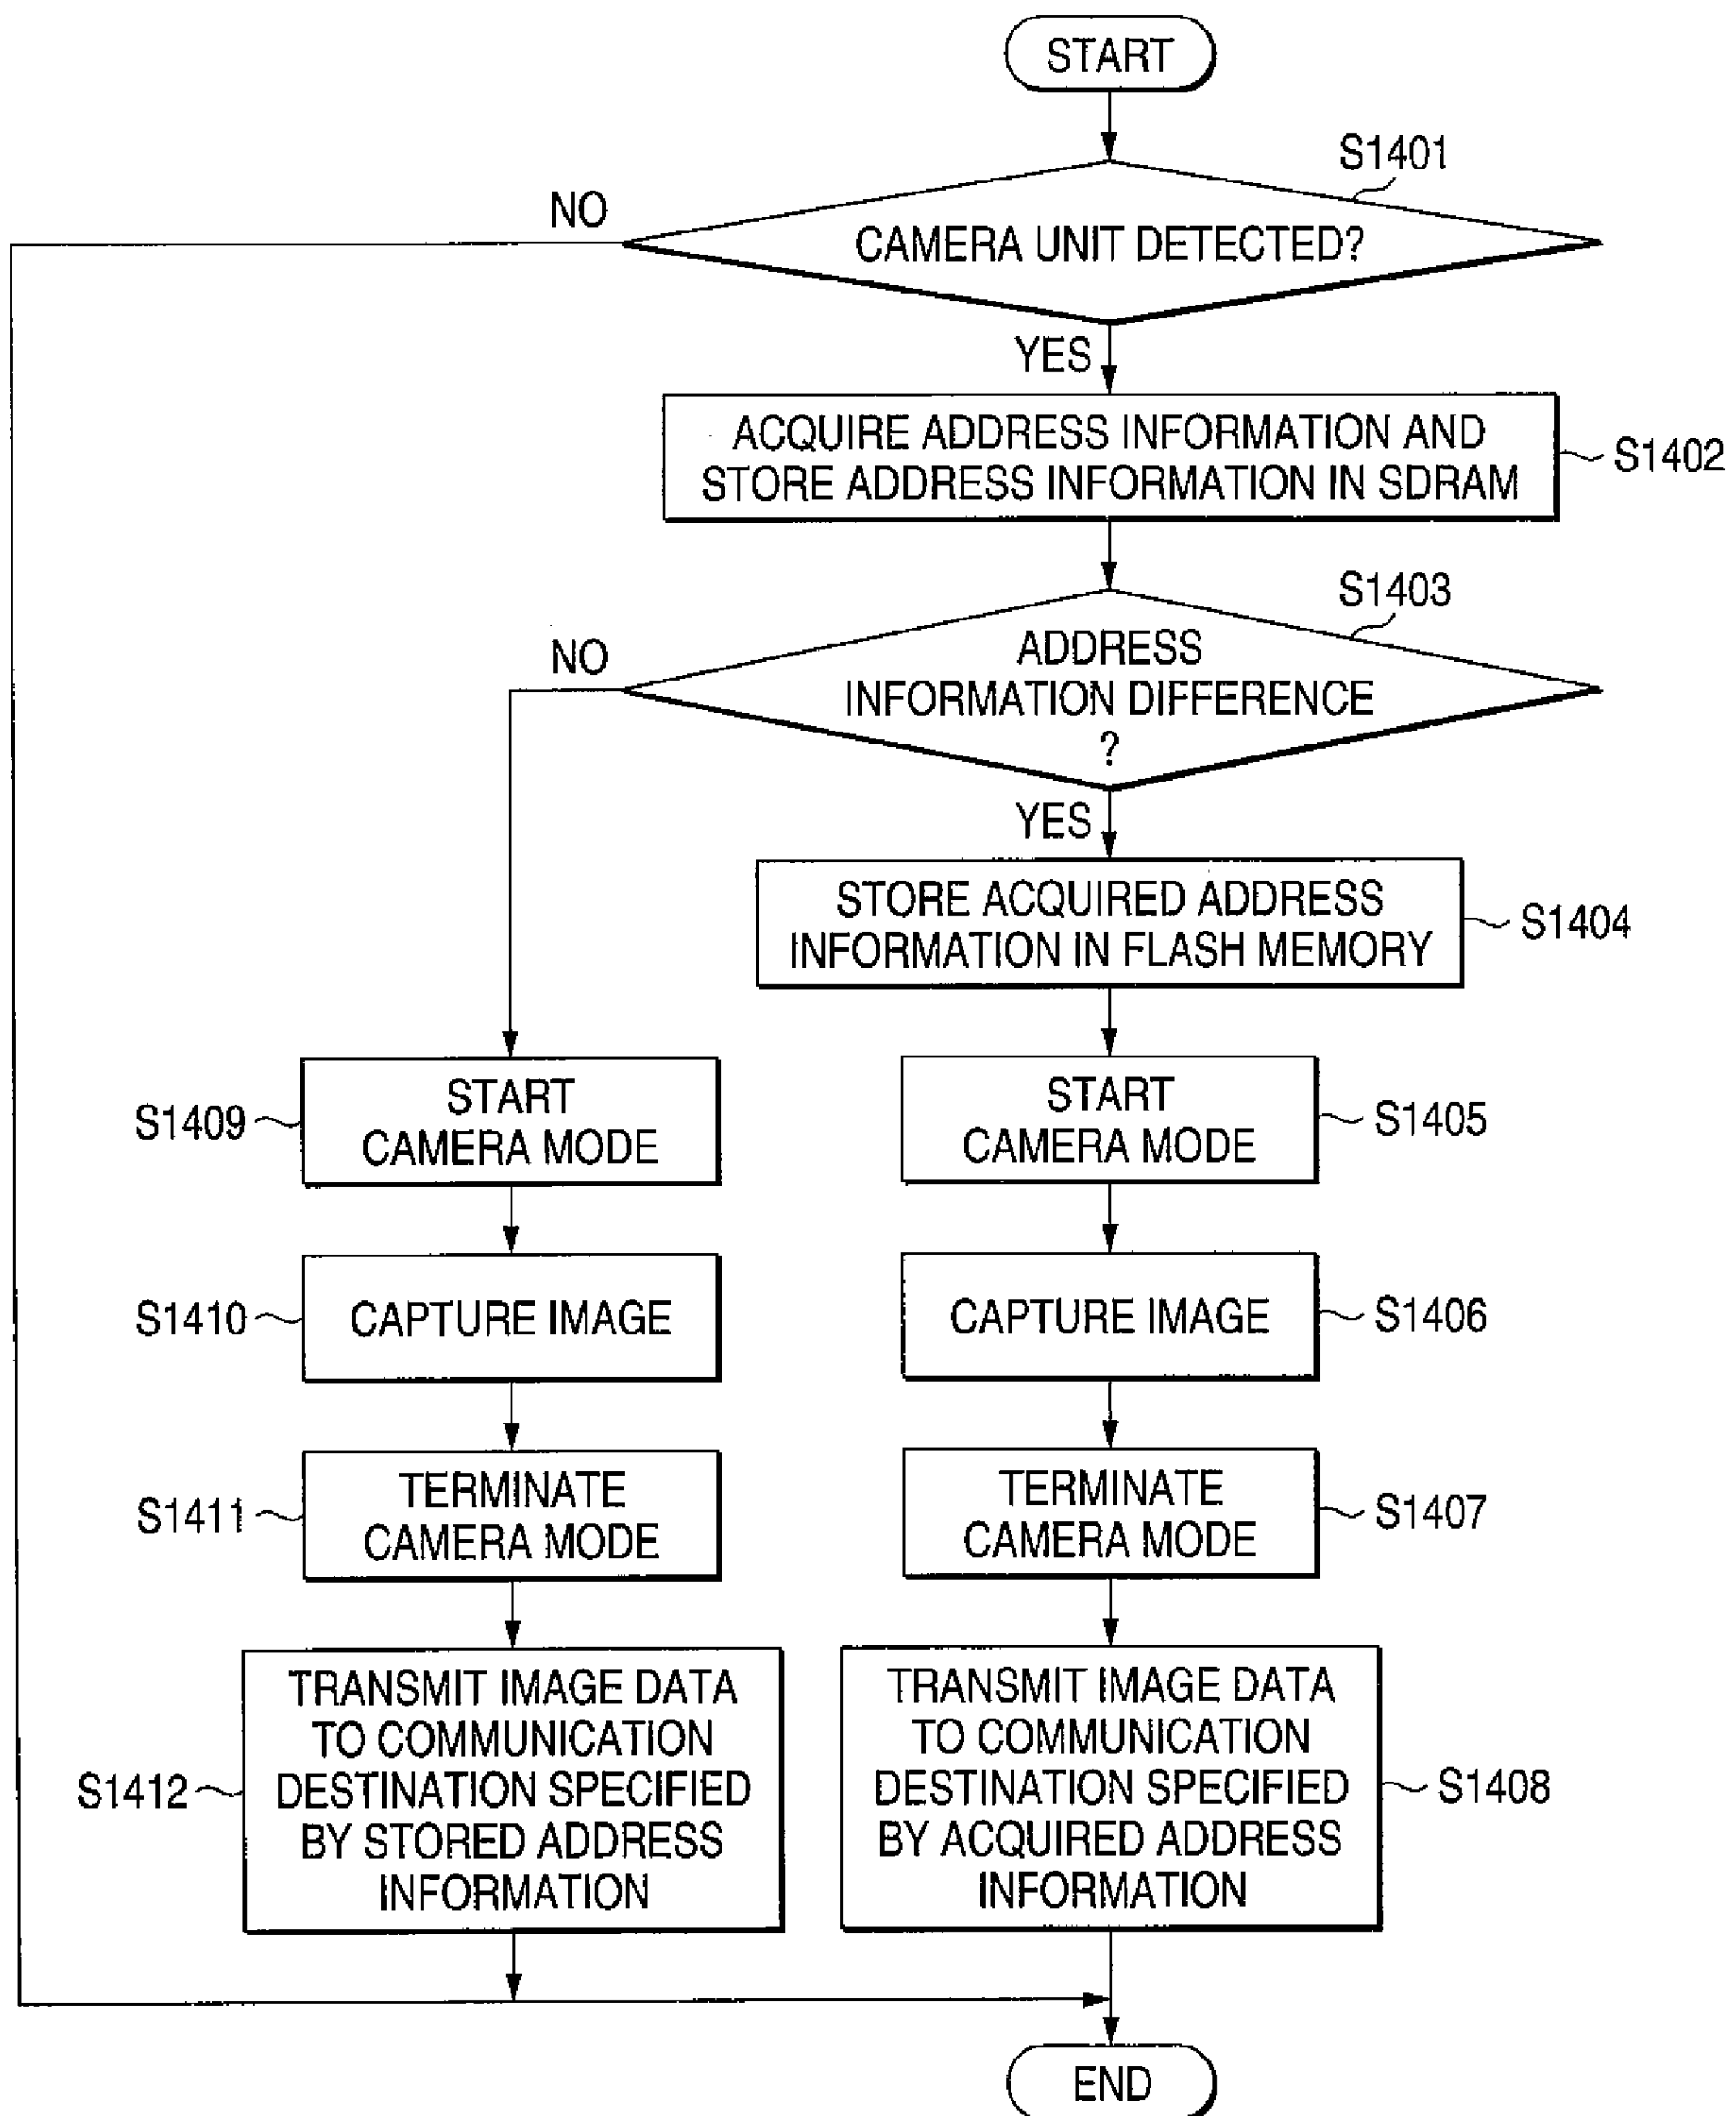 START
S1401
NO
CAMERA UNIT DETECTED?
YES
ACQUIRE ADDRESS INFORMATION AND
STORE ADDRESS INFORMATION IN SDRAM
S1402
S1403
NO
ADDRESS
INFORMATION DIFFERENCE
?
YES
STORE ACQUIRED ADDRESS
INFORMATION IN FLASH MEMORY
S1404
S1409
START
CAMERA MODE
START
CAMERA MODE
S1405
S1410
CAPTURE IMAGE
CAPTURE IMAGE
S1406
S1411
TERMINATE
CAMERA MODE
TERMINATE
CAMERA MODE
S1407
S1412
TRANSMIT IMAGE DATA
TO COMMUNICATION
DESTINATION SPECIFIED
BY STORED ADDRESS
INFORMATION
TRANSMIT IMAGE DATA
TO COMMUNICATION
DESTINATION SPECIFIED
BY ACQUIRED ADDRESS
INFORMATION
S1408
END